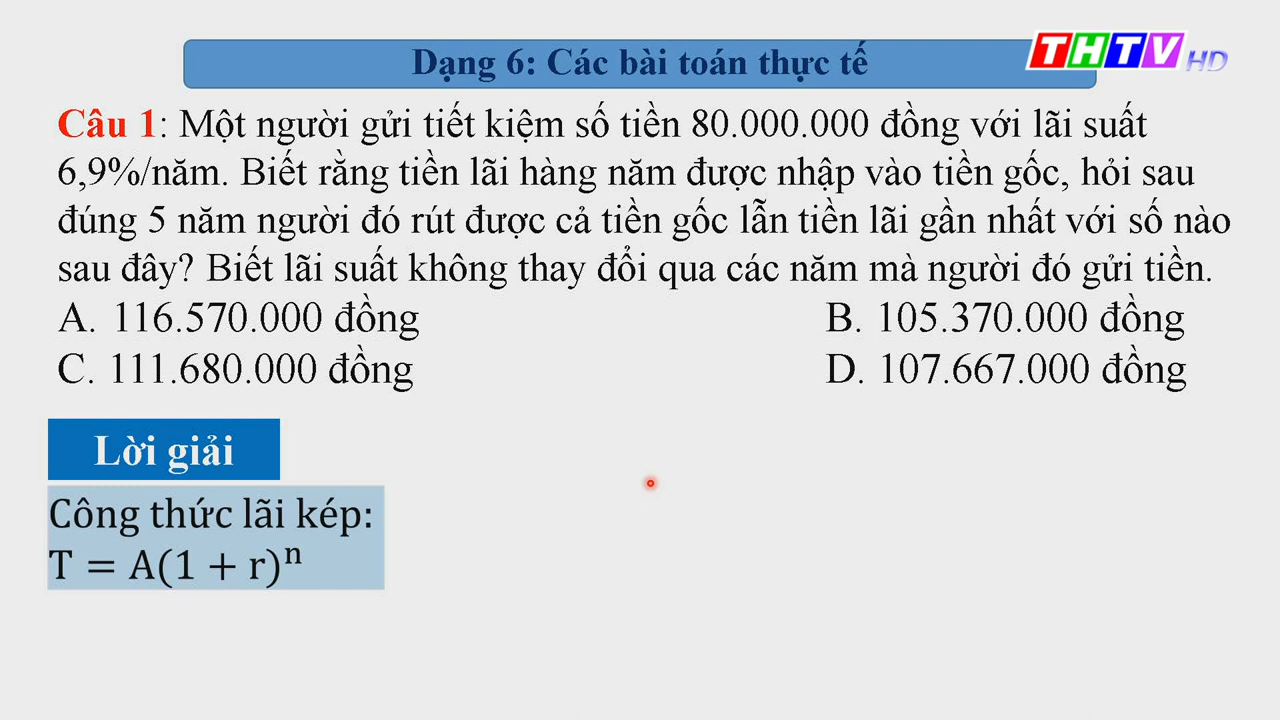 THTV HD
Dạng 6: Các bài toán thực tế
Câu 1: Một người gửi tiết kiệm số tiền 80.000.000 đồng với lãi suất
6,9%/năm. Biết rằng tiền lãi hàng năm được nhập vào tiền gốc, hỏi sau
đúng 5 năm người đó rút được cả tiền gốc lẫn tiền lãi gần nhất với số nào
sau đây? Biết lãi suất không thay đổi qua các năm mà người đó gửi tiền.
A. 116.570.000 đồng B. 105.370.000 đồng
C. 111.680.000 đồng D. 107.667.000 đồng
Lời giải
Công thức lãi kép:
T = A(1 + r)ⁿ